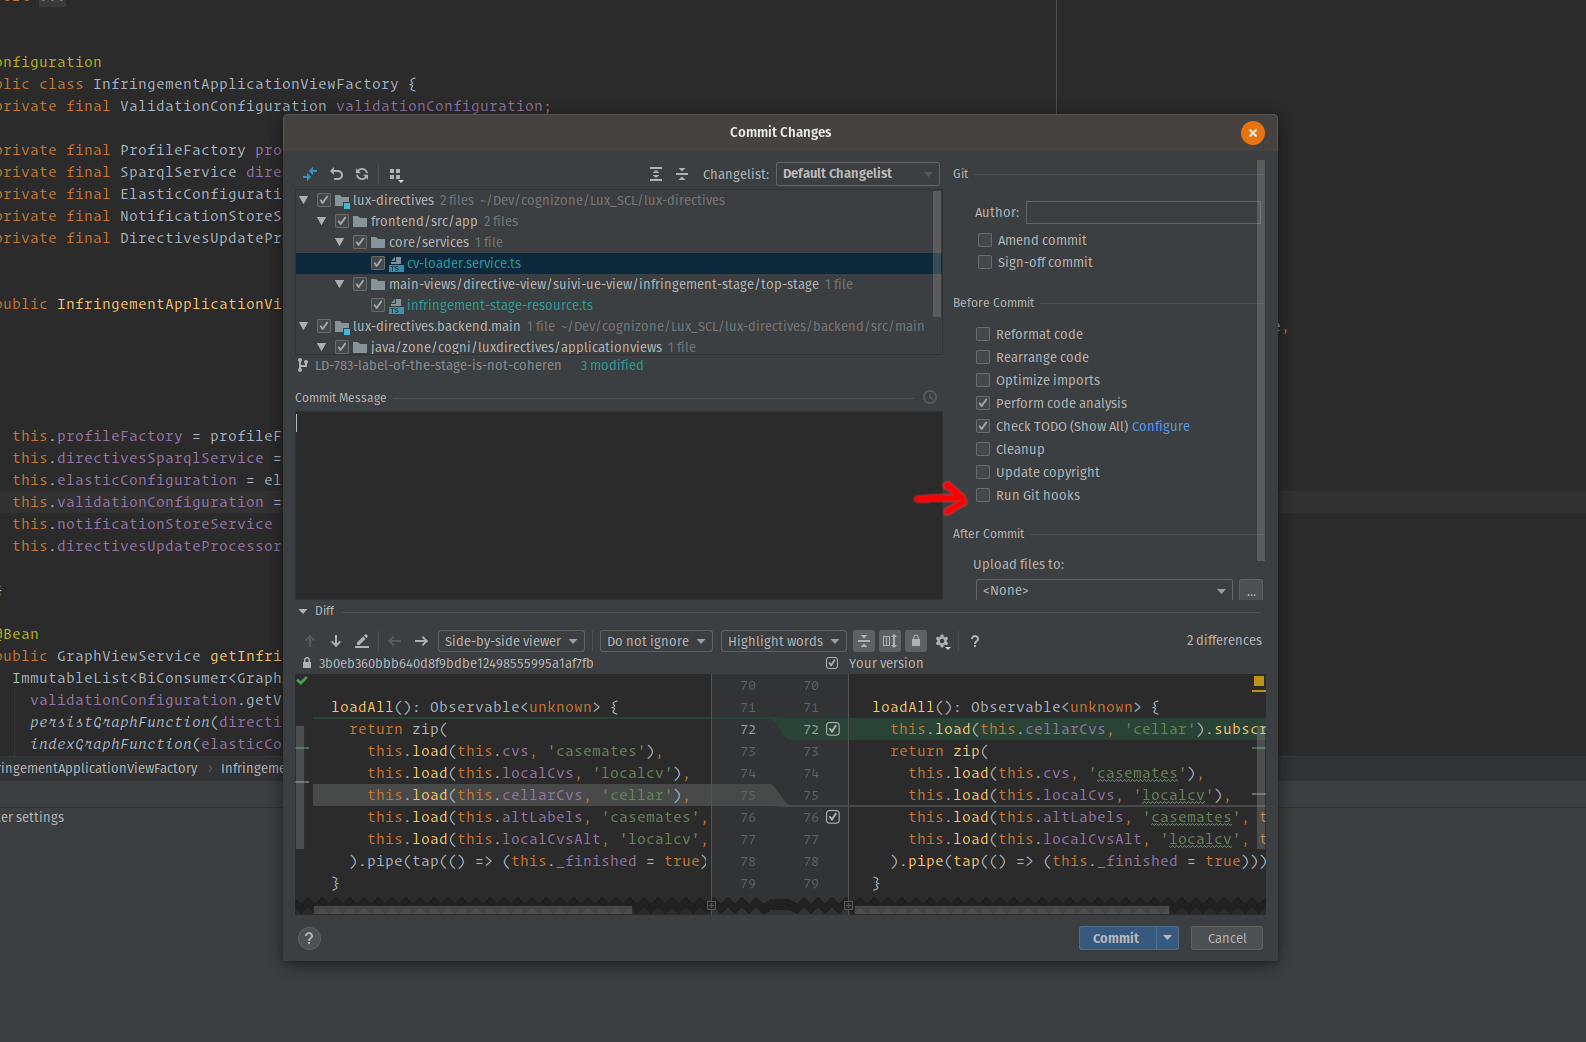 onfiguration
blic class InfringementApplicationViewFactory {
private final ValidationConfiguration validationConfiguration;
private final ProfileFactory pro
private final SparqlService dire
private final ElasticConfigurati
private final NotificationStoreS
private final DirectivesUpdatePr
public InfringementApplicationVi
this.profileFactory = profileF
this.directivesSparqlService =
this.elasticConfiguration = el
this.validationConfiguration =
this.notificationStoreService
this.directivesUpdateProcessor
@Bean
public GraphViewService getInfri
ImmutableList<BiConsumer<Graph
validationConfiguration.getV
persistGraphFunction(directi
indexGraphFunction(elasticCo
ringementApplicationViewFactory › Infringeme
er settings
Commit Changes
Changelist: Default Changelist
lux-directives 2 files ~/Dev/cognizone/Lux_SCL/lux-directives
frontend/src/app 2 files
core/services 1 file
cv-loader.service.ts
main-views/directive-view/suivi-ue-view/infringement-stage/top-stage 1 file
infringement-stage-resource.ts
lux-directives.backend.main 1 file ~/Dev/cognizone/Lux_SCL/lux-directives/backend/src/main
java/zone/cogni/luxdirectives/applicationviews 1 file
LD-783-label-of-the-stage-is-not-coheren 3 modified
Commit Message
Git
Author:
Amend commit
Sign-off commit
Before Commit
Reformat code
Rearrange code
Optimize imports
Perform code analysis
Check TODO (Show All) Configure
Cleanup
Update copyright
Run Git hooks
After Commit
Upload files to:
<None> ...
Diff
Side-by-side viewer Do not ignore Highlight words ? 2 differences
3b0eb360bbb640d8f9bdbe12498555995a1af7fb Your version
70 70
loadAll(): Observable<unknown> { 71 71 loadAll(): Observable<unknown> {
return zip( 72 72 this.load(this.cellarCvs, 'cellar').subscr
this.load(this.cvs, 'casemates'), 73 73 return zip(
this.load(this.localCvs, 'localcv'), 74 74 this.load(this.cvs, 'casemates'),
this.load(this.cellarCvs, 'cellar'), 75 75 this.load(this.localCvs, 'localcv'),
this.load(this.altLabels, 'casemates', 76 76 this.load(this.altLabels, 'casemates', t
this.load(this.localCvsAlt, 'localcv', 77 77 this.load(this.localCvsAlt, 'localcv', t
).pipe(tap(() => (this._finished = true) 78 78 ).pipe(tap(() => (this._finished = true)))
} 79 79 }
? Commit Cancel